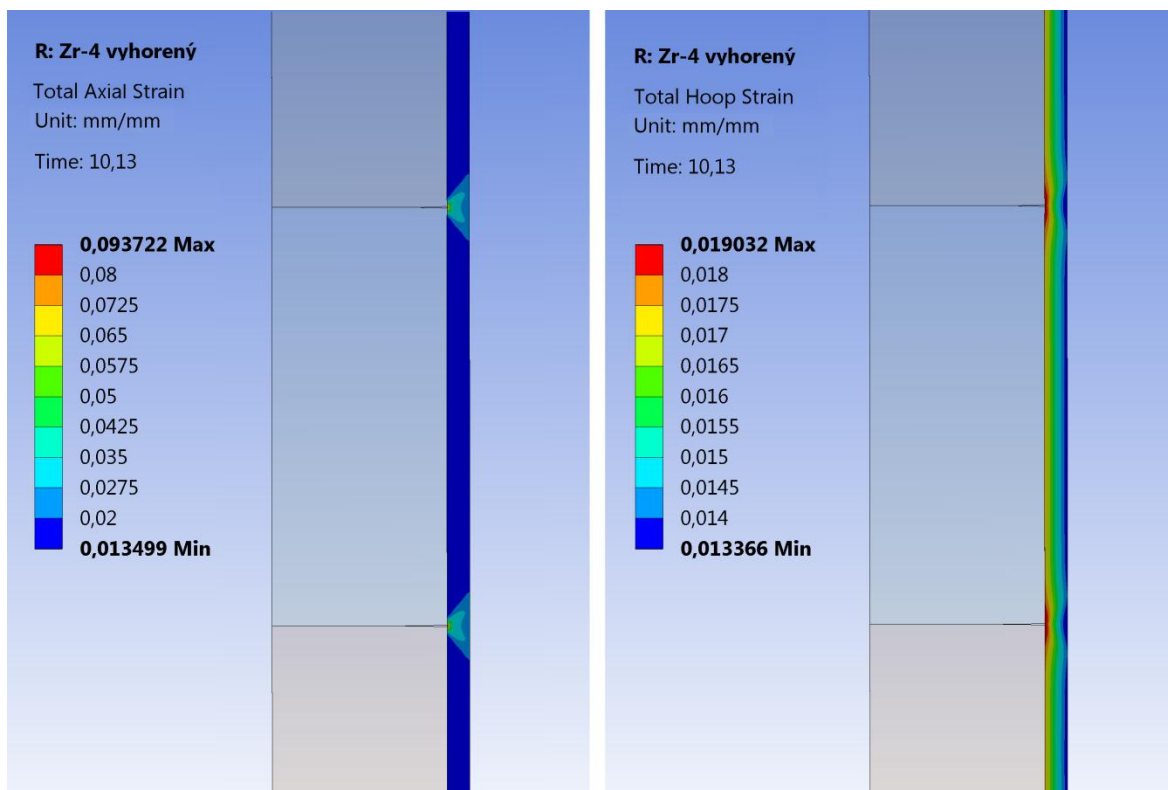 R: Zr-4 vyhorený
Total Axial Strain
Unit: mm/mm
Time: 10,13
0,093722 Max
0,08
0,0725
0,065
0,0575
0,05
0,0425
0,035
0,0275
0,02
0,013499 Min
R: Zr-4 vyhorený
Total Hoop Strain
Unit: mm/mm
Time: 10,13
0,019032 Max
0,018
0,0175
0,017
0,0165
0,016
0,0155
0,015
0,0145
0,014
0,013366 Min